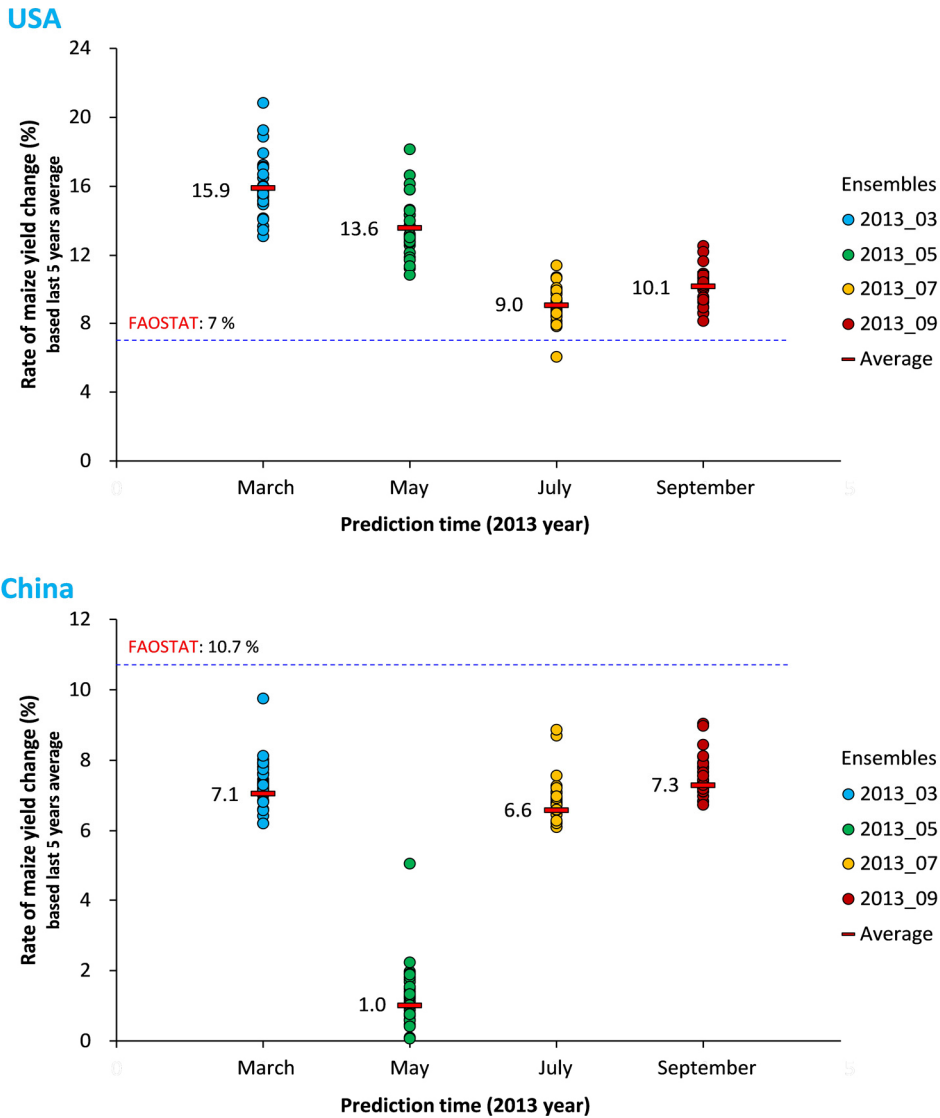 USA
Rate of maize yield change (%)
based last 5 years average
24
20
16
12
8
4
0
15.9
13.6
9.0
10.1
FAOSTAT: 7 %
0
March
May
July
September
5
Prediction time (2013 year)
Ensembles
2013_03
2013_05
2013_07
2013_09
Average
China
Rate of maize yield change (%)
based last 5 years average
12
10
8
6
4
2
0
FAOSTAT: 10.7 %
7.1
1.0
6.6
7.3
0
March
May
July
September
5
Prediction time (2013 year)
Ensembles
2013_03
2013_05
2013_07
2013_09
Average